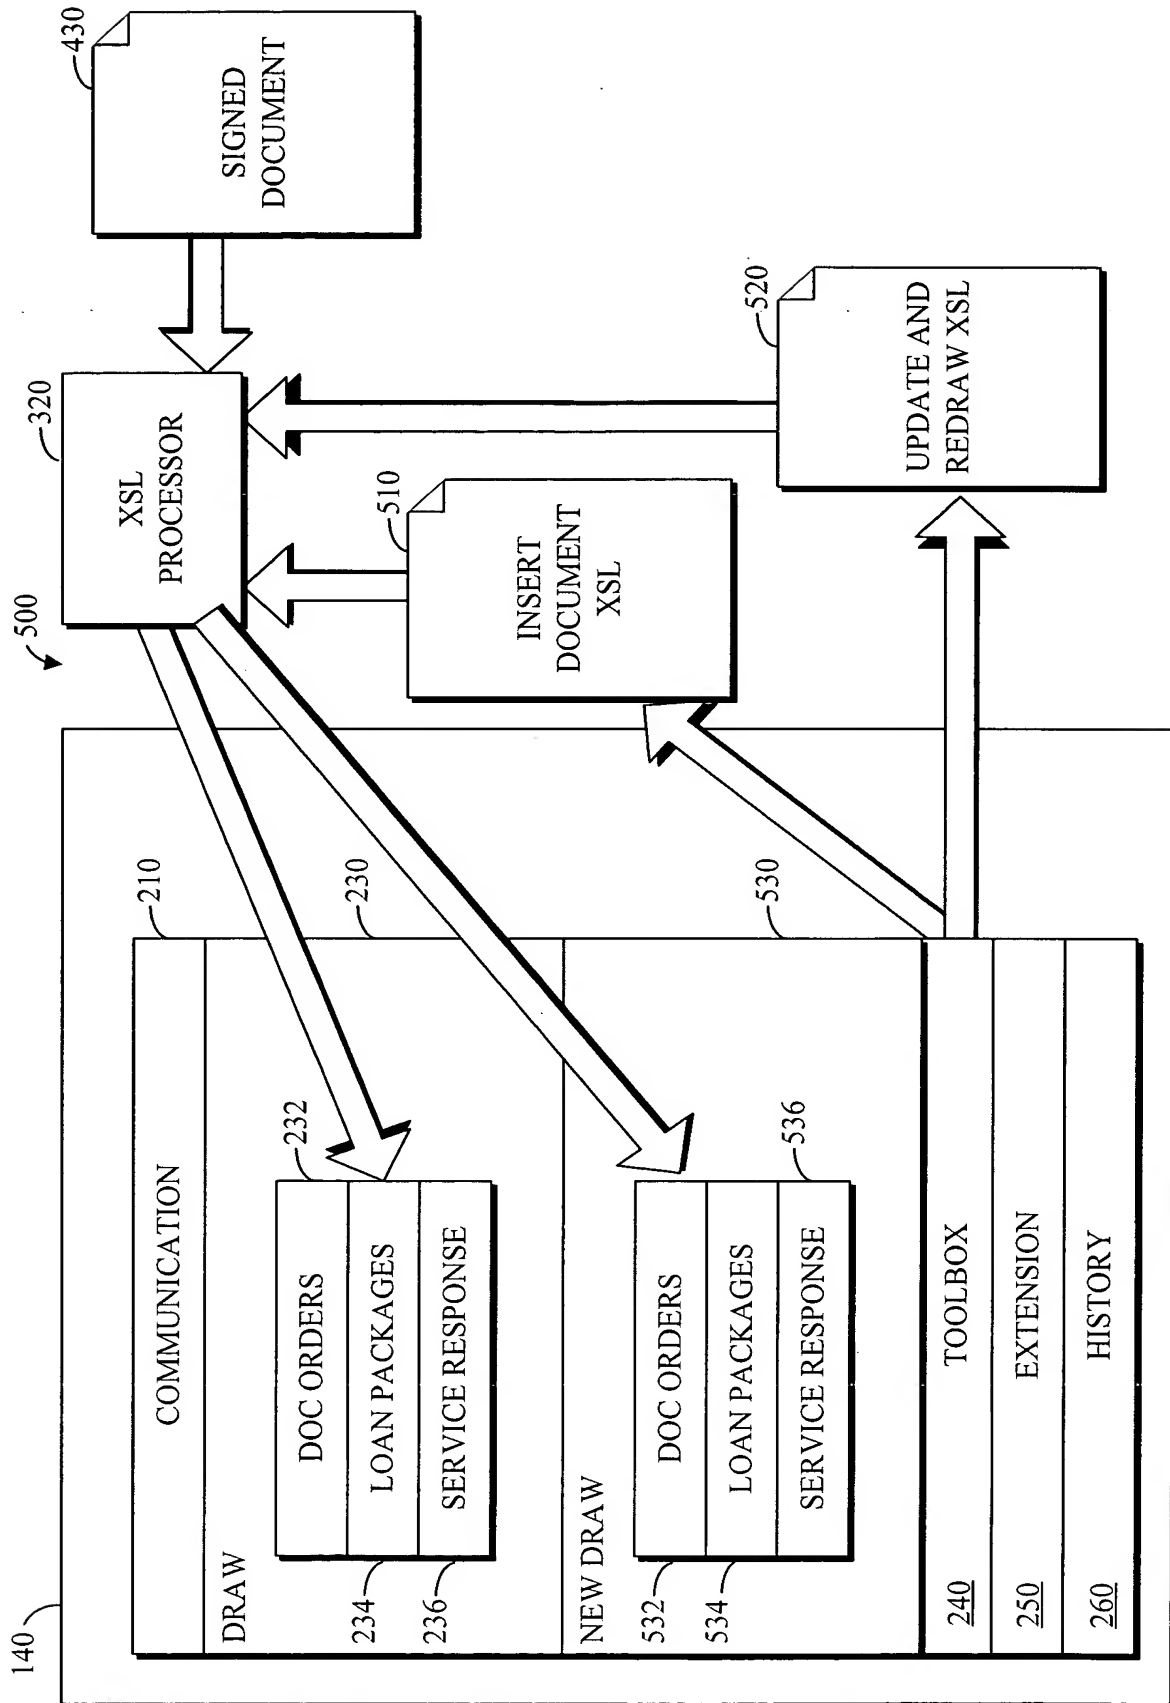 500
320
XSL
PROCESSOR
430
SIGNED
DOCUMENT
510
INSERT
DOCUMENT
XSL
520
UPDATE AND
REDRAW XSL
140
210
COMMUNICATION
230
DRAW
232
DOC ORDERS
234
LOAN PACKAGES
236
SERVICE RESPONSE
530
NEW DRAW
532
DOC ORDERS
534
LOAN PACKAGES
536
SERVICE RESPONSE
240
TOOLBOX
250
EXTENSION
260
HISTORY